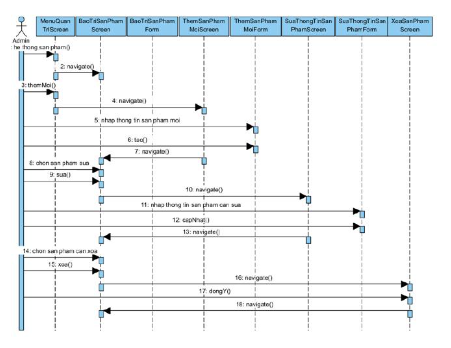 MenuQuan
TriScreen
BaoTriSanPham
Screen
BaoTriSanPham
Form
ThemSanPham
MoiScreen
ThemSanPham
MoiForm
SuaThongTinSan
PhamScreen
SuaThongTinSan
PhamForm
XoaSanPham
Screen
Admin
he thong san pham()
2: navigate()
3: themMoi()
4: navigate()
5: nhap thong tin san pham moi
6: tao()
7: navigate()
8: chon san pham sua
9: sua()
10: navigate()
11: nhap thong tin san pham can sua
12: capNhat()
13: navigate()
14: chon san pham can xoa
15: xoa()
16: navigate()
17: dongY()
18: navigate()